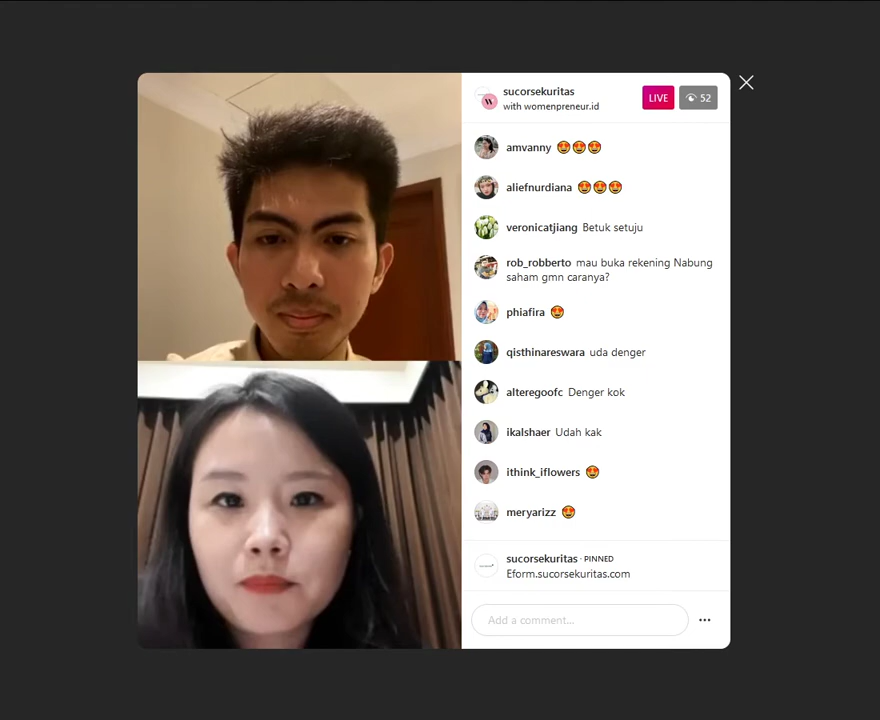 sucorsekuritas
with womenpreneur.id
LIVE
52
amvanny 😍😍😍
aliefnurdiana 😍😍😍
veronicatjiang Betuk setuju
rob_robberto mau buka rekening Nabung
saham gmn caranya?
phiafira 😍
qisthinareswara uda denger
alteregoofc Denger kok
ikalshaer Udah kak
ithink_iflowers 😍
meryarizz 😍
sucorsekuritas · PINNED
Eform.sucorsekuritas.com
Add a comment...